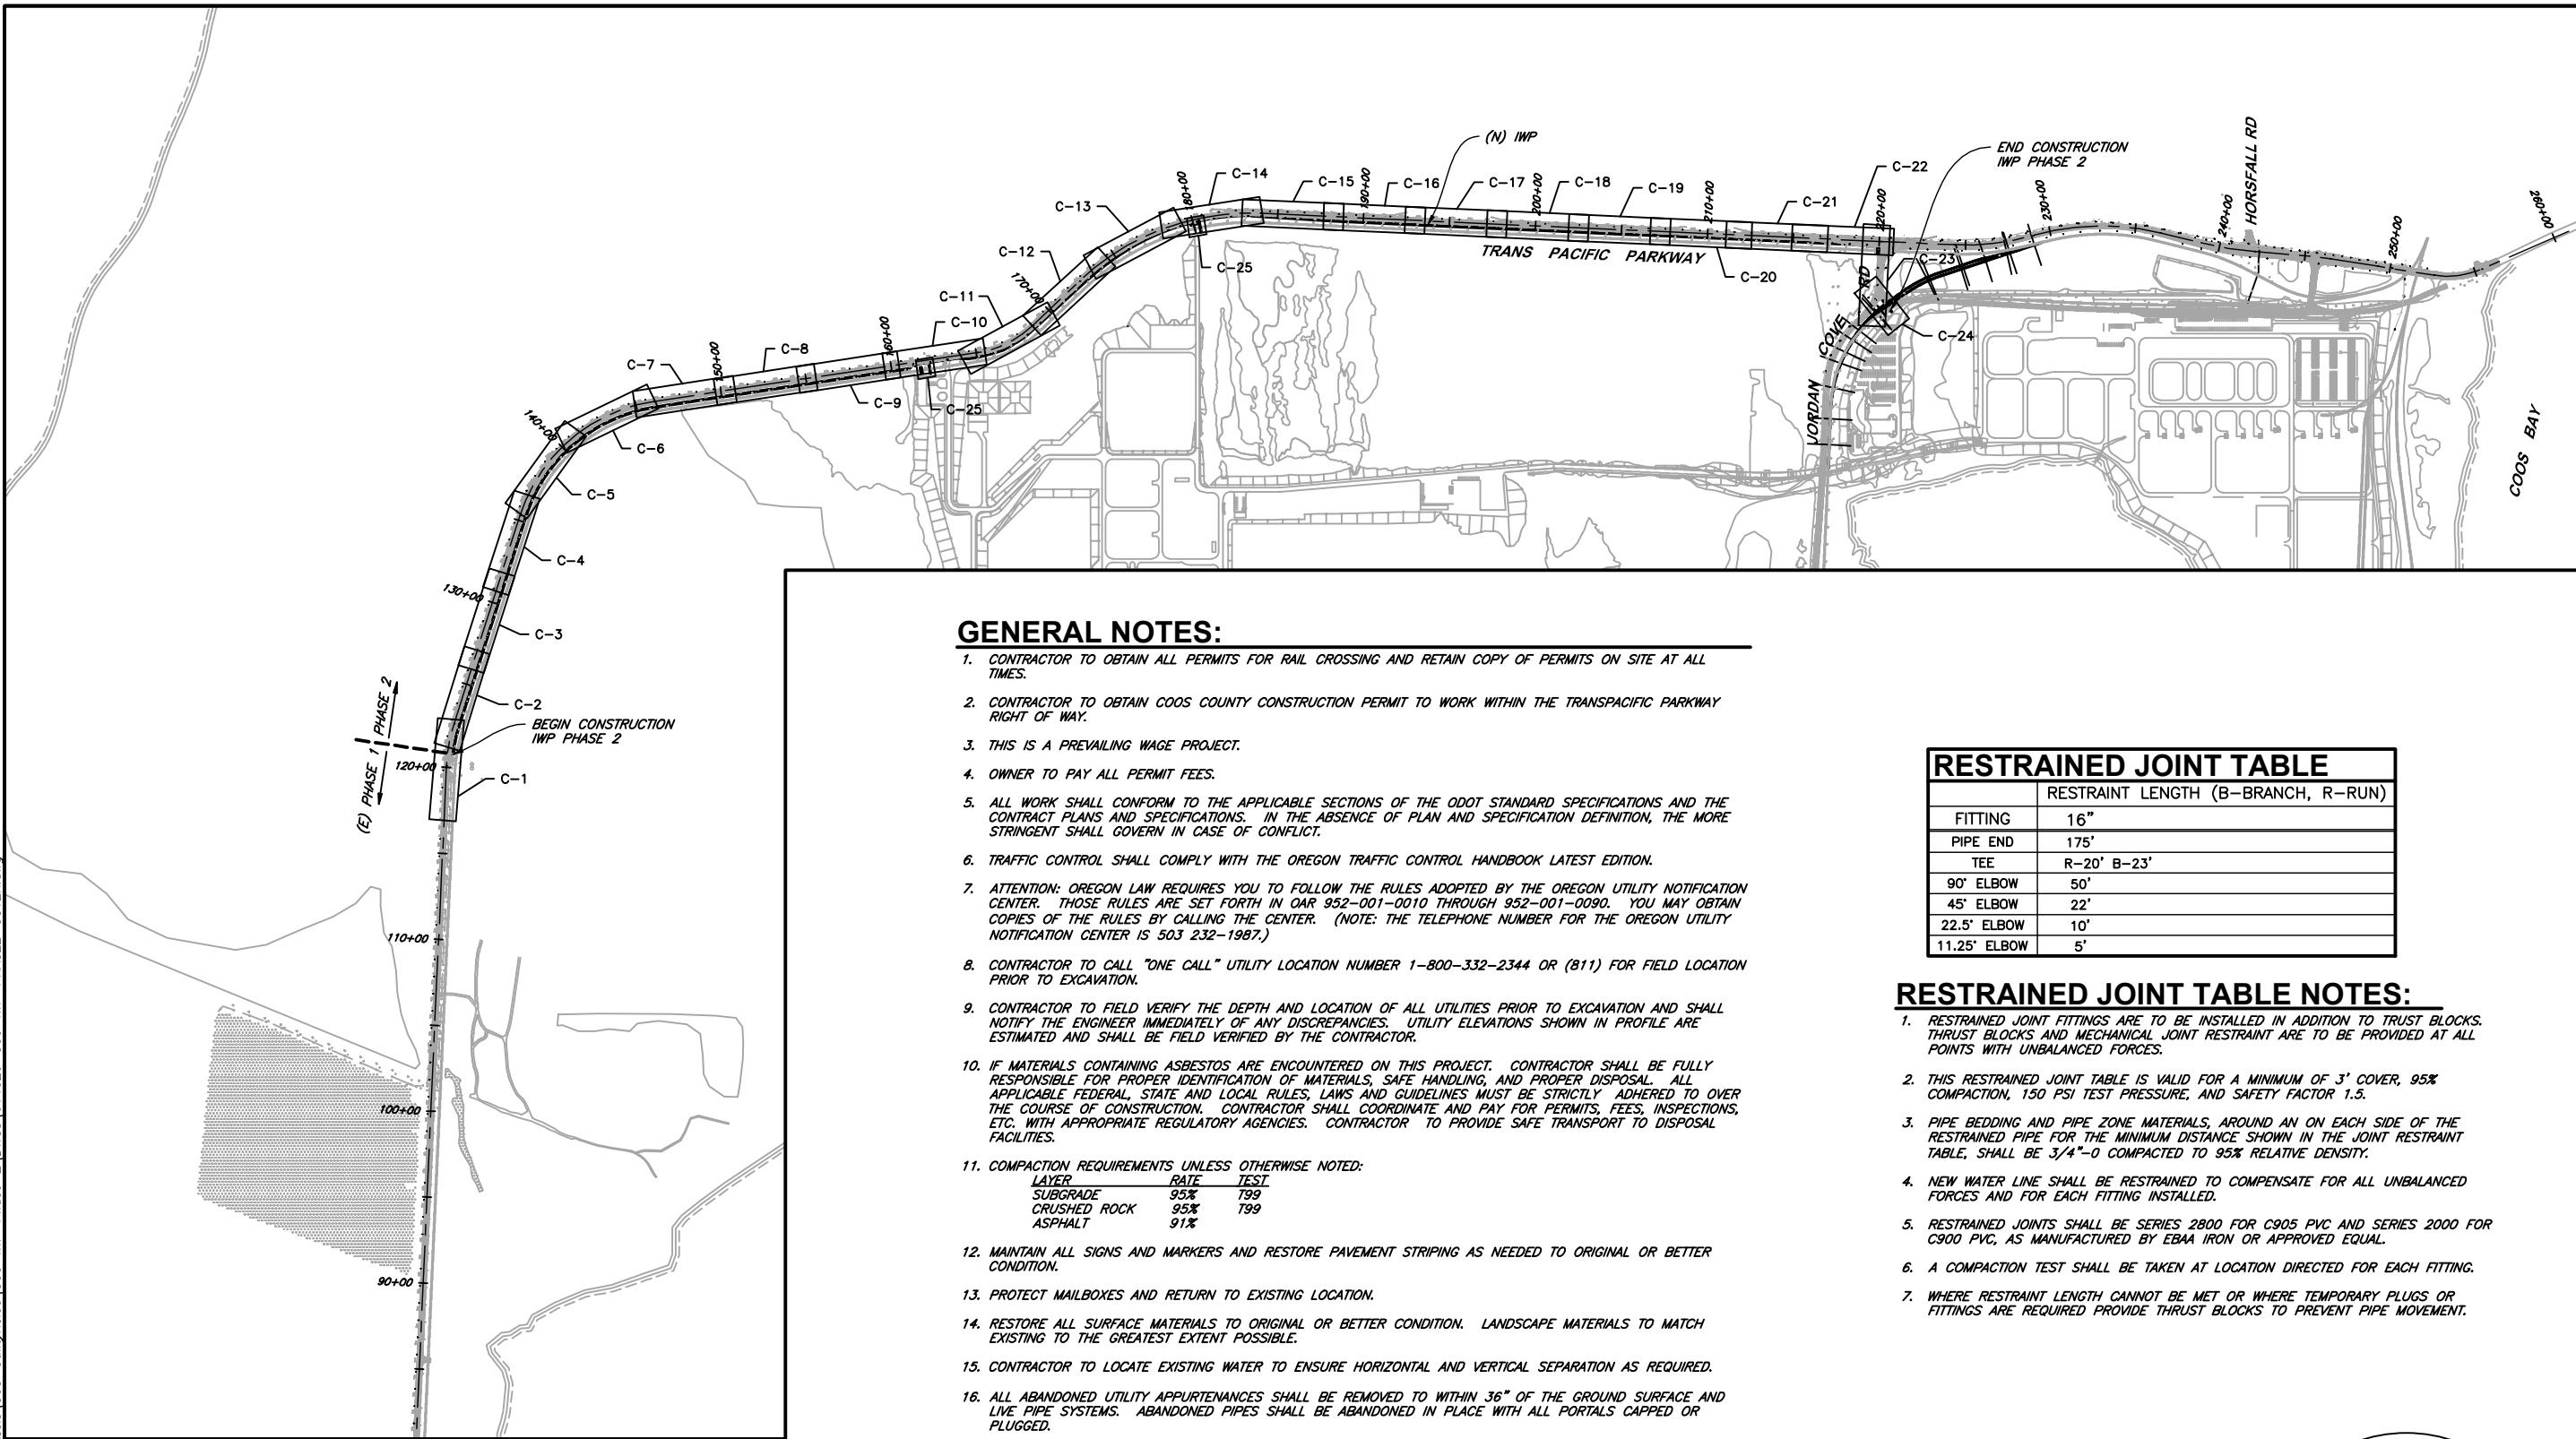 (N) IWP
END CONSTRUCTION
IWP PHASE 2
HORSFALL RD
C-14
C-15
C-16
C-17
C-18
C-19
C-21
C-22
180+00
190+00
200+00
210+00
220+00
230+00
240+00
250+00
260+00
C-13
C-12
C-25
TRANS PACIFIC PARKWAY
C-20
C-23
C-24
JORDAN COVE RD
COOS BAY
170+00
C-11
C-10
160+00
C-8
150+00
C-7
C-9
C-25
140+00
C-6
C-5
C-4
130+00
C-3
C-2
BEGIN CONSTRUCTION
IWP PHASE 2
PHASE 2
(E) PHASE 1
120+00
C-1
110+00
100+00
90+00
GENERAL NOTES:
1. CONTRACTOR TO OBTAIN ALL PERMITS FOR RAIL CROSSING AND RETAIN COPY OF PERMITS ON SITE AT ALL
TIMES.
2. CONTRACTOR TO OBTAIN COOS COUNTY CONSTRUCTION PERMIT TO WORK WITHIN THE TRANSPACIFIC PARKWAY
RIGHT OF WAY.
3. THIS IS A PREVAILING WAGE PROJECT.
4. OWNER TO PAY ALL PERMIT FEES.
5. ALL WORK SHALL CONFORM TO THE APPLICABLE SECTIONS OF THE ODOT STANDARD SPECIFICATIONS AND THE
CONTRACT PLANS AND SPECIFICATIONS. IN THE ABSENCE OF PLAN AND SPECIFICATION DEFINITION, THE MORE
STRINGENT SHALL GOVERN IN CASE OF CONFLICT.
6. TRAFFIC CONTROL SHALL COMPLY WITH THE OREGON TRAFFIC CONTROL HANDBOOK LATEST EDITION.
7. ATTENTION: OREGON LAW REQUIRES YOU TO FOLLOW THE RULES ADOPTED BY THE OREGON UTILITY NOTIFICATION
CENTER. THOSE RULES ARE SET FORTH IN OAR 952-001-0010 THROUGH 952-001-0090. YOU MAY OBTAIN
COPIES OF THE RULES BY CALLING THE CENTER. (NOTE: THE TELEPHONE NUMBER FOR THE OREGON UTILITY
NOTIFICATION CENTER IS 503 232-1987.)
8. CONTRACTOR TO CALL "ONE CALL" UTILITY LOCATION NUMBER 1-800-332-2344 OR (811) FOR FIELD LOCATION
PRIOR TO EXCAVATION.
9. CONTRACTOR TO FIELD VERIFY THE DEPTH AND LOCATION OF ALL UTILITIES PRIOR TO EXCAVATION AND SHALL
NOTIFY THE ENGINEER IMMEDIATELY OF ANY DISCREPANCIES. UTILITY ELEVATIONS SHOWN IN PROFILE ARE
ESTIMATED AND SHALL BE FIELD VERIFIED BY THE CONTRACTOR.
10. IF MATERIALS CONTAINING ASBESTOS ARE ENCOUNTERED ON THIS PROJECT. CONTRACTOR SHALL BE FULLY
RESPONSIBLE FOR PROPER IDENTIFICATION OF MATERIALS, SAFE HANDLING, AND PROPER DISPOSAL. ALL
APPLICABLE FEDERAL, STATE AND LOCAL RULES, LAWS AND GUIDELINES MUST BE STRICTLY ADHERED TO OVER
THE COURSE OF CONSTRUCTION. CONTRACTOR SHALL COORDINATE AND PAY FOR PERMITS, FEES, INSPECTIONS,
ETC. WITH APPROPRIATE REGULATORY AGENCIES. CONTRACTOR TO PROVIDE SAFE TRANSPORT TO DISPOSAL
FACILITIES.
11. COMPACTION REQUIREMENTS UNLESS OTHERWISE NOTED:
LAYER RATE TEST
SUBGRADE 95% T99
CRUSHED ROCK 95% T99
ASPHALT 91%
12. MAINTAIN ALL SIGNS AND MARKERS AND RESTORE PAVEMENT STRIPING AS NEEDED TO ORIGINAL OR BETTER
CONDITION.
13. PROTECT MAILBOXES AND RETURN TO EXISTING LOCATION.
14. RESTORE ALL SURFACE MATERIALS TO ORIGINAL OR BETTER CONDITION. LANDSCAPE MATERIALS TO MATCH
EXISTING TO THE GREATEST EXTENT POSSIBLE.
15. CONTRACTOR TO LOCATE EXISTING WATER TO ENSURE HORIZONTAL AND VERTICAL SEPARATION AS REQUIRED.
16. ALL ABANDONED UTILITY APPURTENANCES SHALL BE REMOVED TO WITHIN 36" OF THE GROUND SURFACE AND
LIVE PIPE SYSTEMS. ABANDONED PIPES SHALL BE ABANDONED IN PLACE WITH ALL PORTALS CAPPED OR
PLUGGED.
RESTRAINED JOINT TABLE
RESTRAINT LENGTH (B-BRANCH, R-RUN)
FITTING 16"
PIPE END 175'
TEE R-20' B-23'
90° ELBOW 50'
45° ELBOW 22'
22.5° ELBOW 10'
11.25° ELBOW 5'
RESTRAINED JOINT TABLE NOTES:
1. RESTRAINED JOINT FITTINGS ARE TO BE INSTALLED IN ADDITION TO TRUST BLOCKS.
THRUST BLOCKS AND MECHANICAL JOINT RESTRAINT ARE TO BE PROVIDED AT ALL
POINTS WITH UNBALANCED FORCES.
2. THIS RESTRAINED JOINT TABLE IS VALID FOR A MINIMUM OF 3' COVER, 95%
COMPACTION, 150 PSI TEST PRESSURE, AND SAFETY FACTOR 1.5.
3. PIPE BEDDING AND PIPE ZONE MATERIALS, AROUND AN ON EACH SIDE OF THE
RESTRAINED PIPE FOR THE MINIMUM DISTANCE SHOWN IN THE JOINT RESTRAINT
TABLE, SHALL BE 3/4"-0 COMPACTED TO 95% RELATIVE DENSITY.
4. NEW WATER LINE SHALL BE RESTRAINED TO COMPENSATE FOR ALL UNBALANCED
FORCES AND FOR EACH FITTING INSTALLED.
5. RESTRAINED JOINTS SHALL BE SERIES 2800 FOR C905 PVC AND SERIES 2000 FOR
C900 PVC, AS MANUFACTURED BY EBAA IRON OR APPROVED EQUAL.
6. A COMPACTION TEST SHALL BE TAKEN AT LOCATION DIRECTED FOR EACH FITTING.
7. WHERE RESTRAINT LENGTH CANNOT BE MET OR WHERE TEMPORARY PLUGS OR
FITTINGS ARE REQUIRED PROVIDE THRUST BLOCKS TO PREVENT PIPE MOVEMENT.